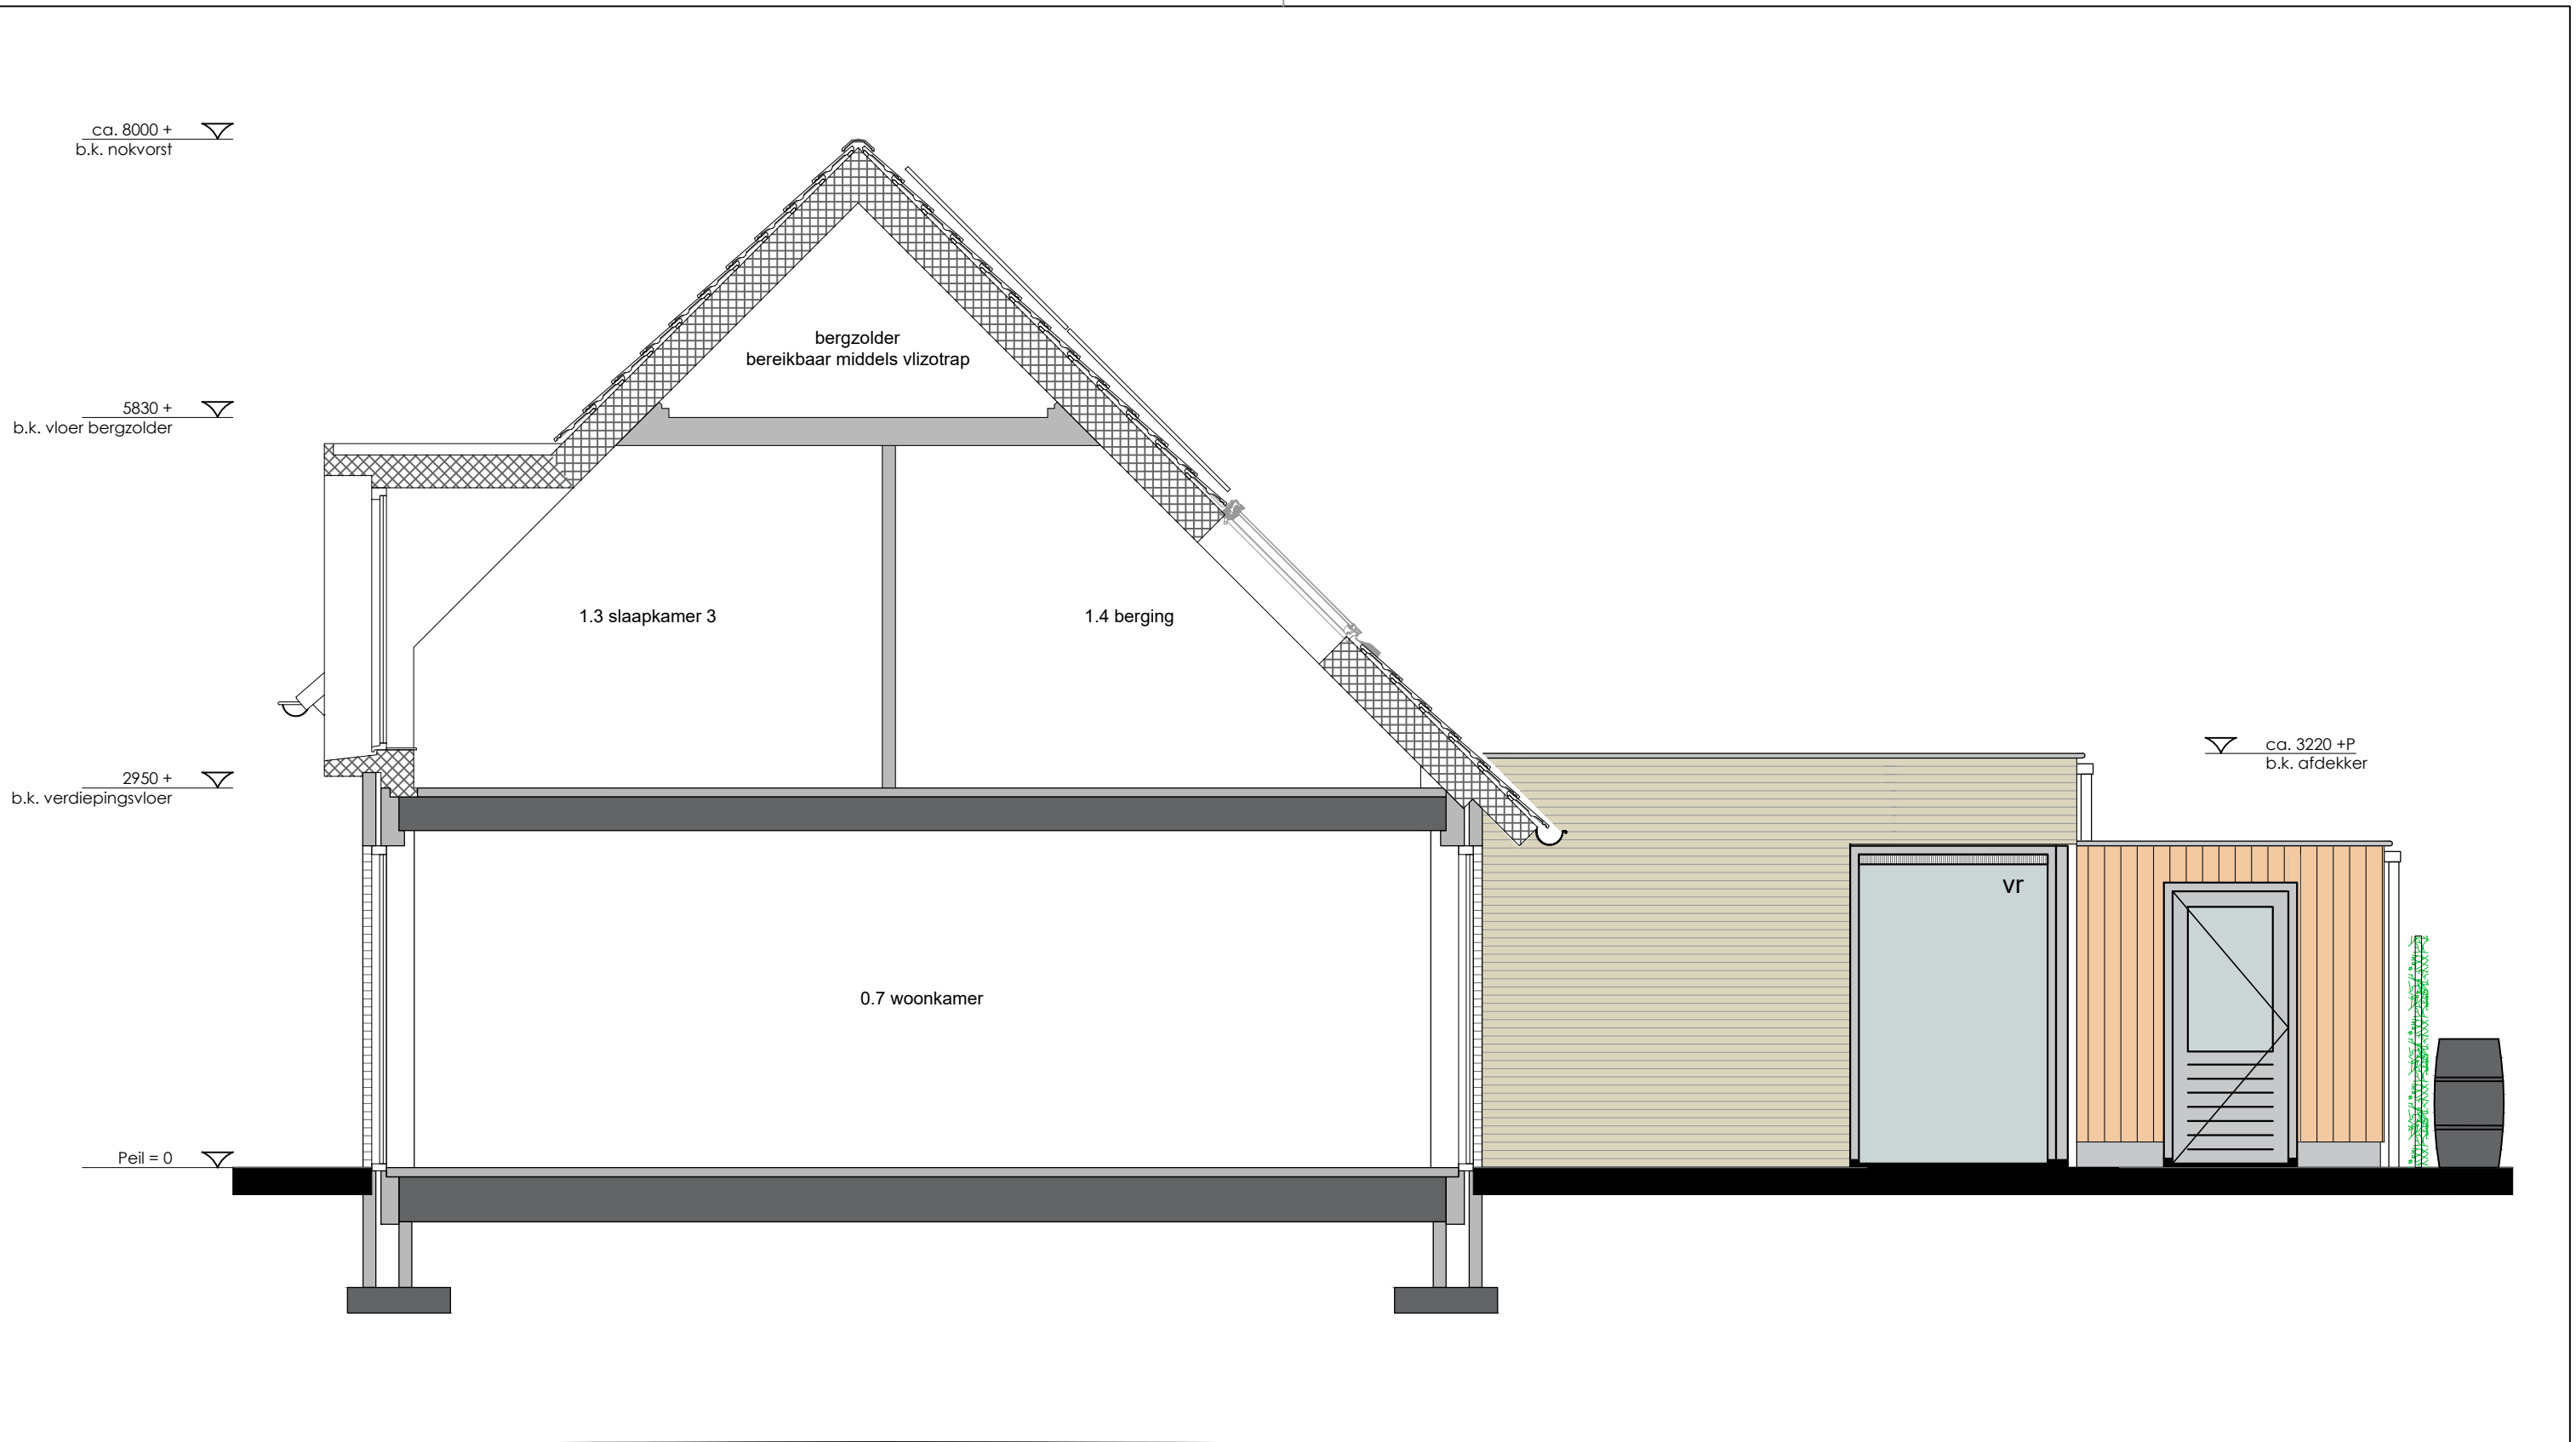 ca. 8000 +
b.k. nokvorst
bergzolder
bereikbaar middels vlizotrap
5830 +
b.k. vloer bergzolder
1.3 slaapkamer 3
1.4 berging
ca. 3220 +P
b.k. afdekker
2950 +
b.k. verdiepingsvloer
vr
0.7 woonkamer
Peil = 0